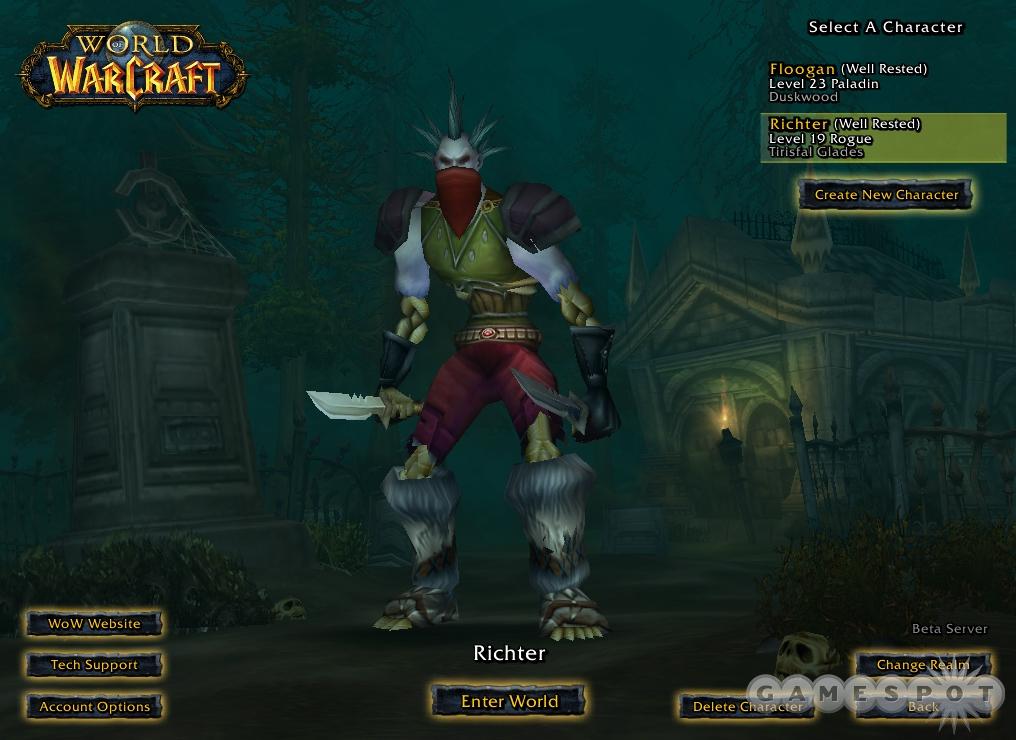 WORLD
OF
WARCRAFT
Select A Character
Floogan (Well Rested)
Level 23 Paladin
Duskwood
Richter (Well Rested)
Level 19 Rogue
Tirisfal Glades
Create New Character
WoW Website
Tech Support
Account Options
Richter
Enter World
Beta Server
Change Realm
Delete Character
Back
GAMESPOT